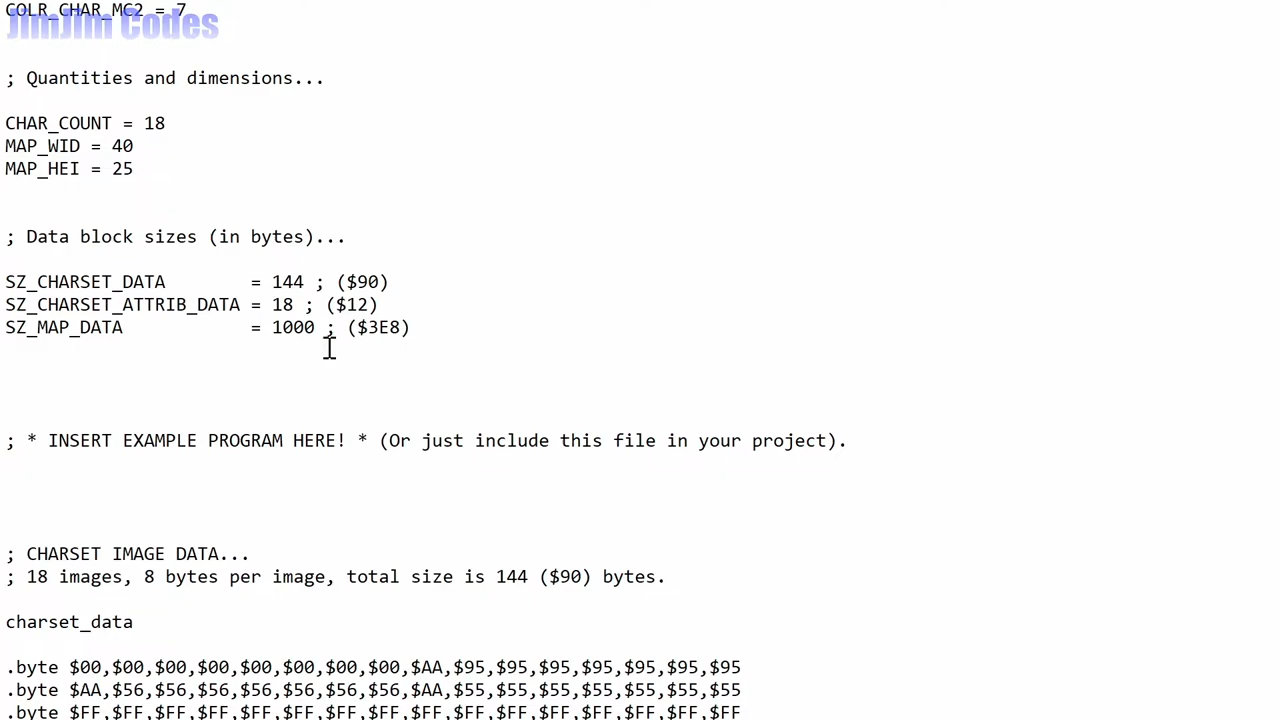 COLR_CHAR_MC2 = 7
JimJim Codes
; Quantities and dimensions...
CHAR_COUNT = 18
MAP_WID = 40
MAP_HEI = 25
; Data block sizes (in bytes)...
SZ_CHARSET_DATA        = 144 ; ($90)
SZ_CHARSET_ATTRIB_DATA = 18 ; ($12)
SZ_MAP_DATA            = 1000 ; ($3E8)
; * INSERT EXAMPLE PROGRAM HERE! * (Or just include this file in your project).
; CHARSET IMAGE DATA...
; 18 images, 8 bytes per image, total size is 144 ($90) bytes.
charset_data
.byte $00,$00,$00,$00,$00,$00,$00,$00,$AA,$95,$95,$95,$95,$95,$95,$95
.byte $AA,$56,$56,$56,$56,$56,$56,$56,$AA,$55,$55,$55,$55,$55,$55,$55
.byte $FF,$FF,$FF,$FF,$FF,$FF,$FF,$FF,$FF,$FF,$FF,$FF,$FF,$FF,$FF,$FF